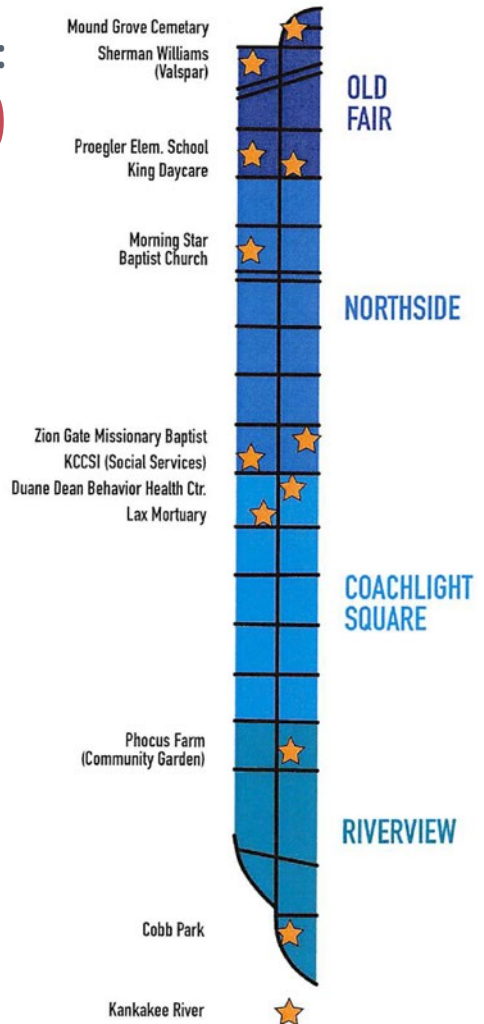 Mound Grove Cemetery
Sherman Williams
(Valspar)
OLD
FAIR
Proegler Elem. School
King Daycare
Morning Star
Baptist Church
NORTHSIDE
Zion Gate Missionary Baptist
KCCSI (Social Services)
Duane Dean Behavior Health Ctr.
Lax Mortuary
COACHLIGHT
SQUARE
Phocus Farm
(Community Garden)
RIVERVIEW
Cobb Park
Kankakee River